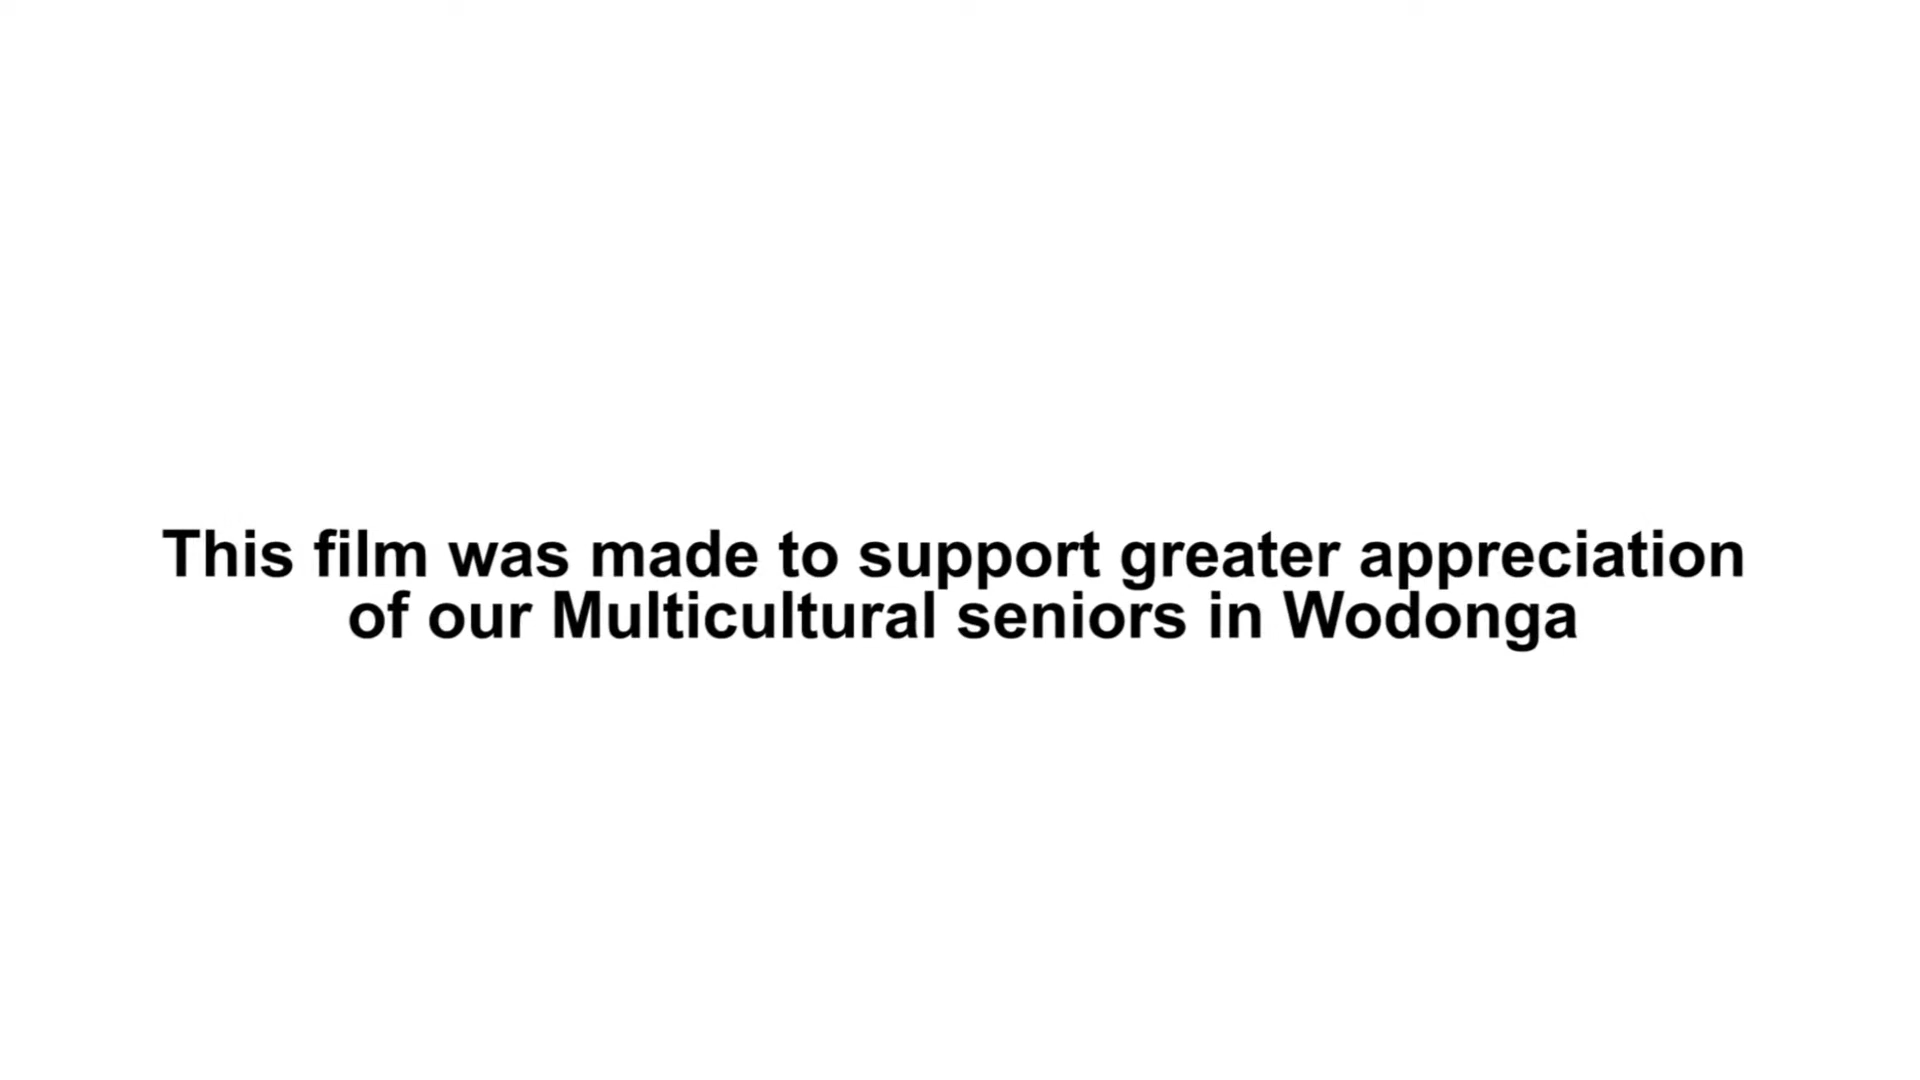 This film was made to support greater appreciation
of our Multicultural seniors in Wodonga